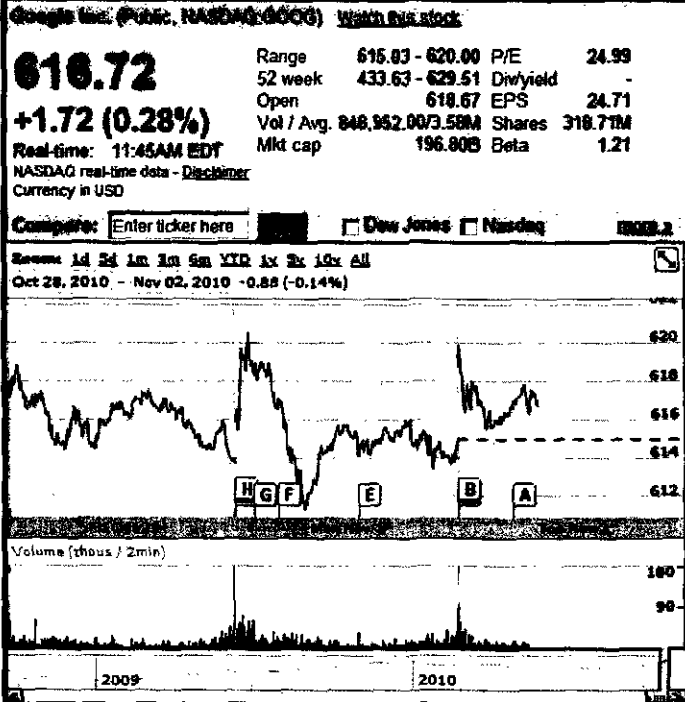 Google Inc. (Public, NASDAQ:GOOG) Watch this stock
616.72
+1.72 (0.28%)
Real-time: 11:45AM EDT
NASDAQ real-time data - Disclaimer
Currency in USD
Range 615.03 - 620.00 P/E 24.99
52 week 433.63 - 629.51 Div/yield -
Open 618.67 EPS 24.71
Vol / Avg. 848,952.00/3.58M Shares 318.71M
Mkt cap 196.80B Beta 1.21
Compare: Enter ticker here Dow Jones Nasdaq more »
Zoom: 1d 5d 1m 3m 6m YTD 1y 5y 10y All
Oct 28, 2010 - Nov 02, 2010 -0.88 (-0.14%)
620
618
616
614
612
H G F E B A
Volume (thous / 2min)
180
90
2009 2010